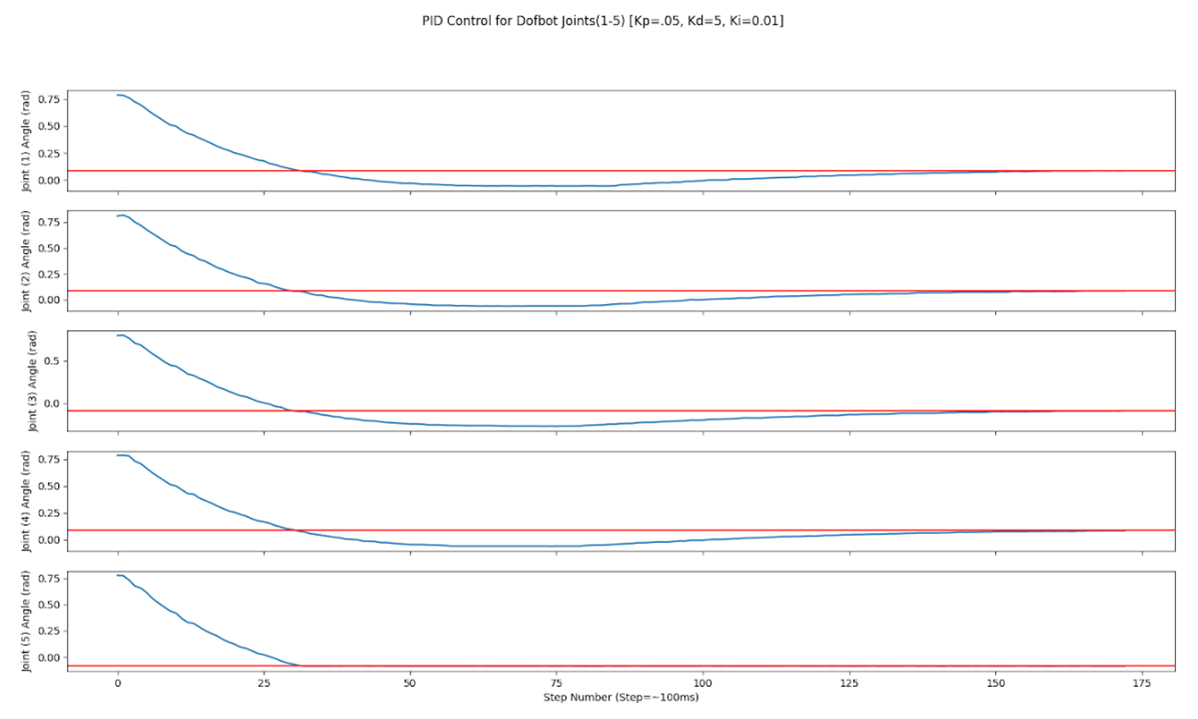 PID Control for Dofbot Joints(1-5) [Kp=.05, Kd=5, Ki=0.01]
Joint (1) Angle (rad)
0.75
0.50
0.25
0.00
Joint (2) Angle (rad)
0.75
0.50
0.25
0.00
Joint (3) Angle (rad)
0.5
0.0
Joint (4) Angle (rad)
0.75
0.50
0.25
0.00
Joint (5) Angle (rad)
0.75
0.50
0.25
0.00
0 25 50 75 100 125 150 175
Step Number (Step=~100ms)